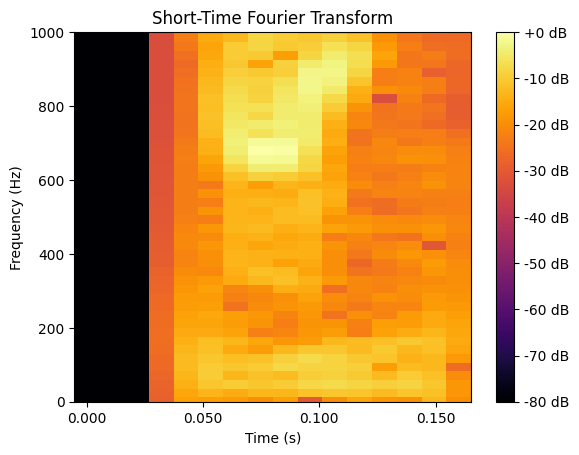 Short-Time Fourier Transform
Frequency (Hz)
1000
800
600
400
200
0
0.000
0.050
0.100
0.150
Time (s)
+0 dB
-10 dB
-20 dB
-30 dB
-40 dB
-50 dB
-60 dB
-70 dB
-80 dB